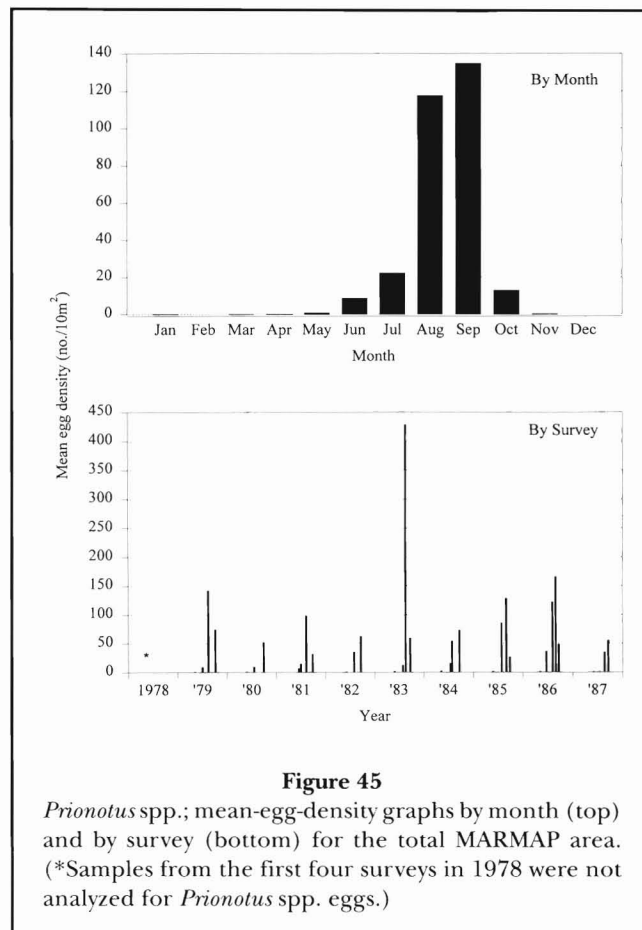 140
120
100
80
60
40
20
0
By Month
Jan Feb Mar Apr May Jun Jul Aug Sep Oct Nov Dec
Month
Mean egg density (no./10m²)
450
400
350
300
250
200
150
100
50
0
By Survey
*
1978 '79 '80 '81 '82 '83 '84 '85 '86 '87
Year
Figure 45
Prionotus spp.; mean-egg-density graphs by month (top)
and by survey (bottom) for the total MARMAP area.
(*Samples from the first four surveys in 1978 were not
analyzed for Prionotus spp. eggs.)